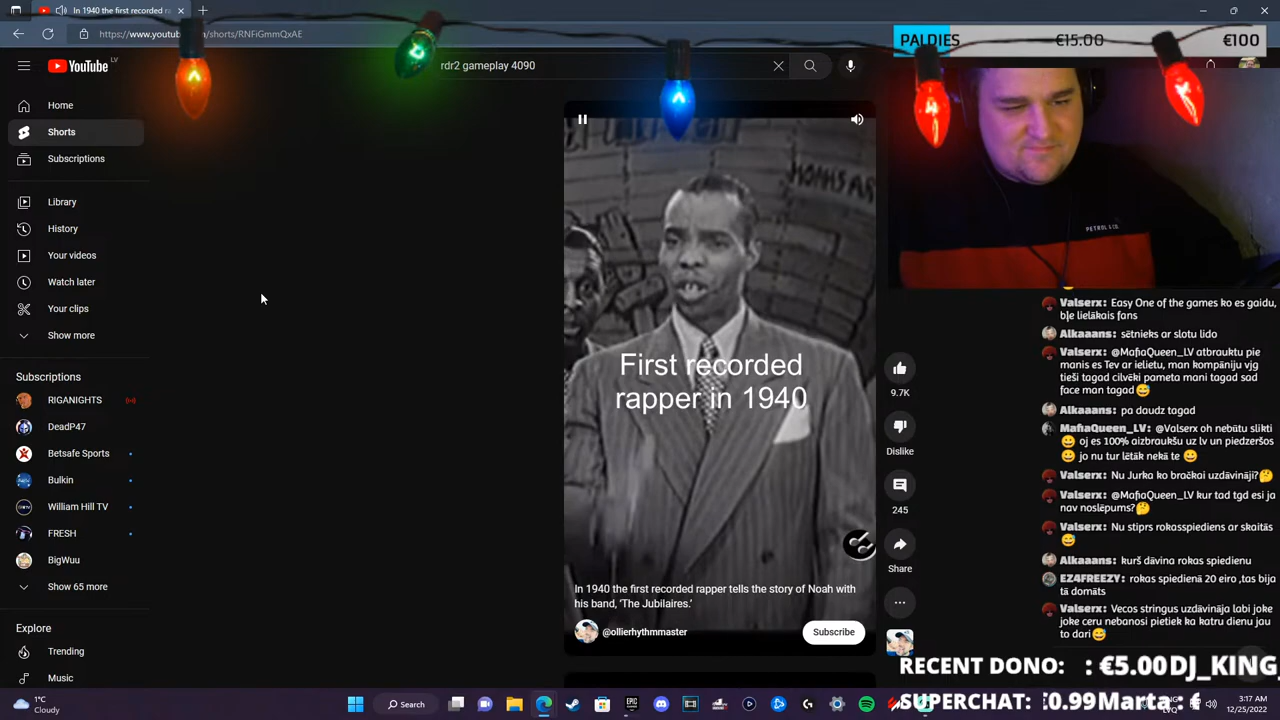 In 1940 the first recorded r
https://www.youtub
.com/shorts/RNFiGmmQxAE
YouTube LV
rdr2 gameplay 4090
PALDIES €15.00 €100
Home
Shorts
Subscriptions
Library
History
Your videos
Watch later
Your clips
Show more
Subscriptions
RIGANIGHTS
DeadP47
Betsafe Sports
Bulkin
William Hill TV
FRESH
BigWuu
Show 65 more
Explore
Trending
Music
First recorded
rapper in 1940
In 1940 the first recorded rapper tells the story of Noah with
his band, ‘The Jubilaires.’
@ollierhythmmaster
Subscribe
9.7K
Dislike
245
Share
PETROL & CO.
Valserx: Easy One of the games ko es gaidu,
bļe lielākais fans
Alkaaans: sētnieks ar slotu lido
Valserx: @MafiaQueen_LV atbrauktu pie
manis es Tev ar ielietu, man kompāniju vjg
tieši tagad cilvēki pameta mani tagad sad
face man tagad
Alkaaans: pa daudz tagad
MafiaQueen_LV: @Valserx oh nebūtu slikti
oj es 100% aizbraukšu uz lv un piedzeršos
jo nu tur lētāk nekā te
Valserx: Nu Jurka ko bračkai uzdāvināji?
Valserx: @MafiaQueen_LV kur tad tgd esi ja
nav noslēpums?
Valserx: Nu stiprs rokasspiediens ar skaitās
Alkaaans: kurš dāvina rokas spiedienu
EZ4FREEZY: rokas spiedienā 20 eiro ,tas bija
tā domāts
Valserx: Vecos stringus uzdāvināja labi joke
joke ceru nebanosi pietiek ka katru dienu jau
to dari
RECENT DONO: : €5.00DJ_KING_
SUPERCHAT: €0.99Marta
1°C
Cloudy
Search
3:17 AM
12/25/2022